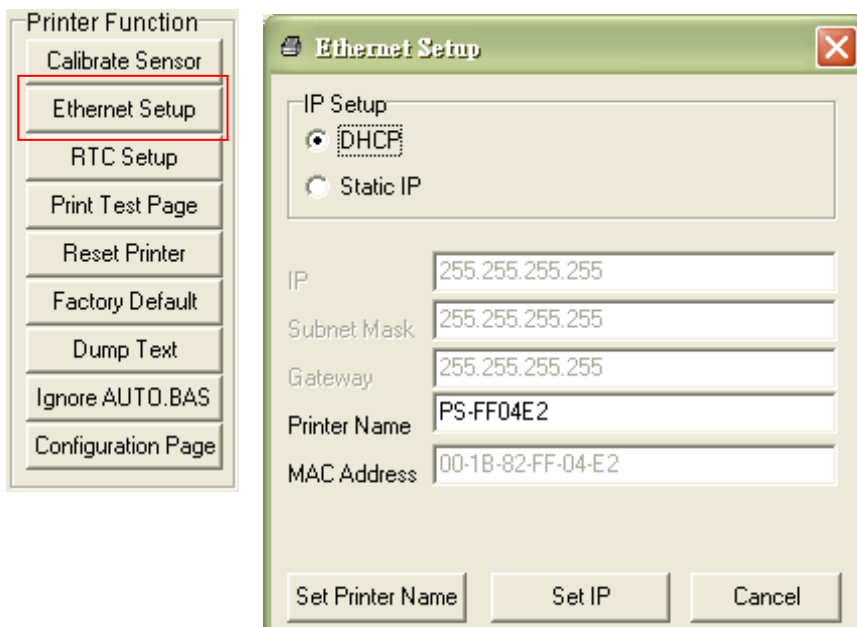 Printer Function
Calibrate Sensor
Ethernet Setup
RTC Setup
Print Test Page
Reset Printer
Factory Default
Dump Text
Ignore AUTO.BAS
Configuration Page
Ethernet Setup
IP Setup
DHCP
Static IP
IP 255.255.255.255
Subnet Mask 255.255.255.255
Gateway 255.255.255.255
Printer Name PS-FF04E2
MAC Address 00-1B-82-FF-04-E2
Set Printer Name Set IP Cancel